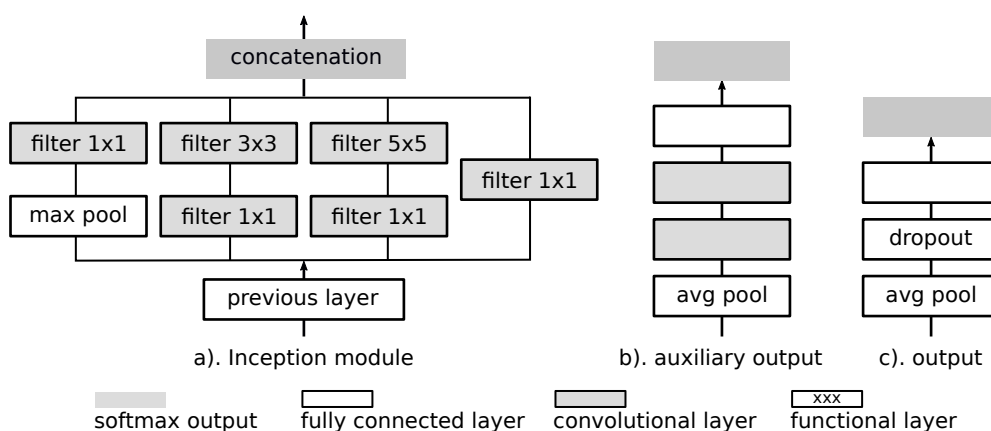 concatenation
filter 1x1
filter 3x3
filter 5x5
filter 1x1
max pool
filter 1x1
filter 1x1
previous layer
a). Inception module
avg pool
b). auxiliary output
dropout
avg pool
c). output
softmax output
fully connected layer
convolutional layer
xxx
functional layer